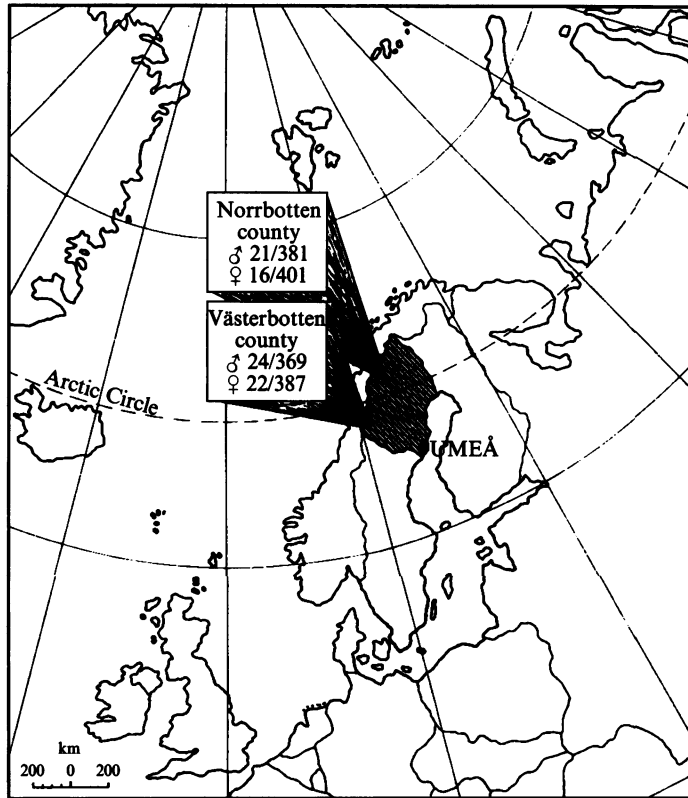 Norrbotten
county
♂ 21/381
♀ 16/401
Västerbotten
county
♂ 24/369
♀ 22/387
Arctic Circle
UMEÅ
km
200 0 200